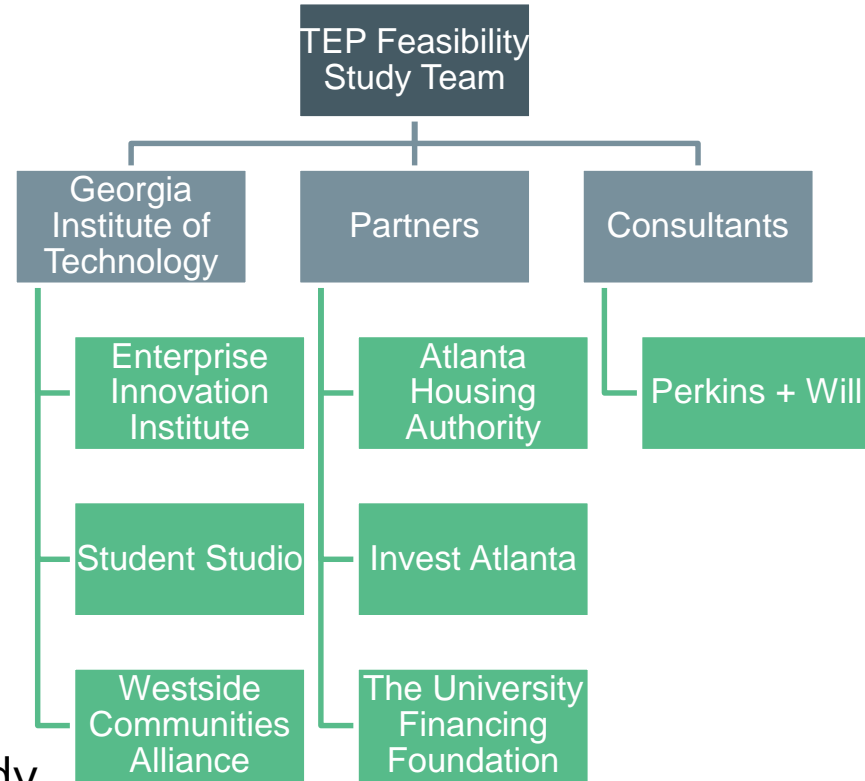 TEP Feasibility
Study Team
Georgia
Institute of
Technology
Partners
Consultants
Enterprise
Innovation
Institute
Atlanta
Housing
Authority
Perkins + Will
Student Studio
Invest Atlanta
Westside
Communities
Alliance
The University
Financing
Foundation